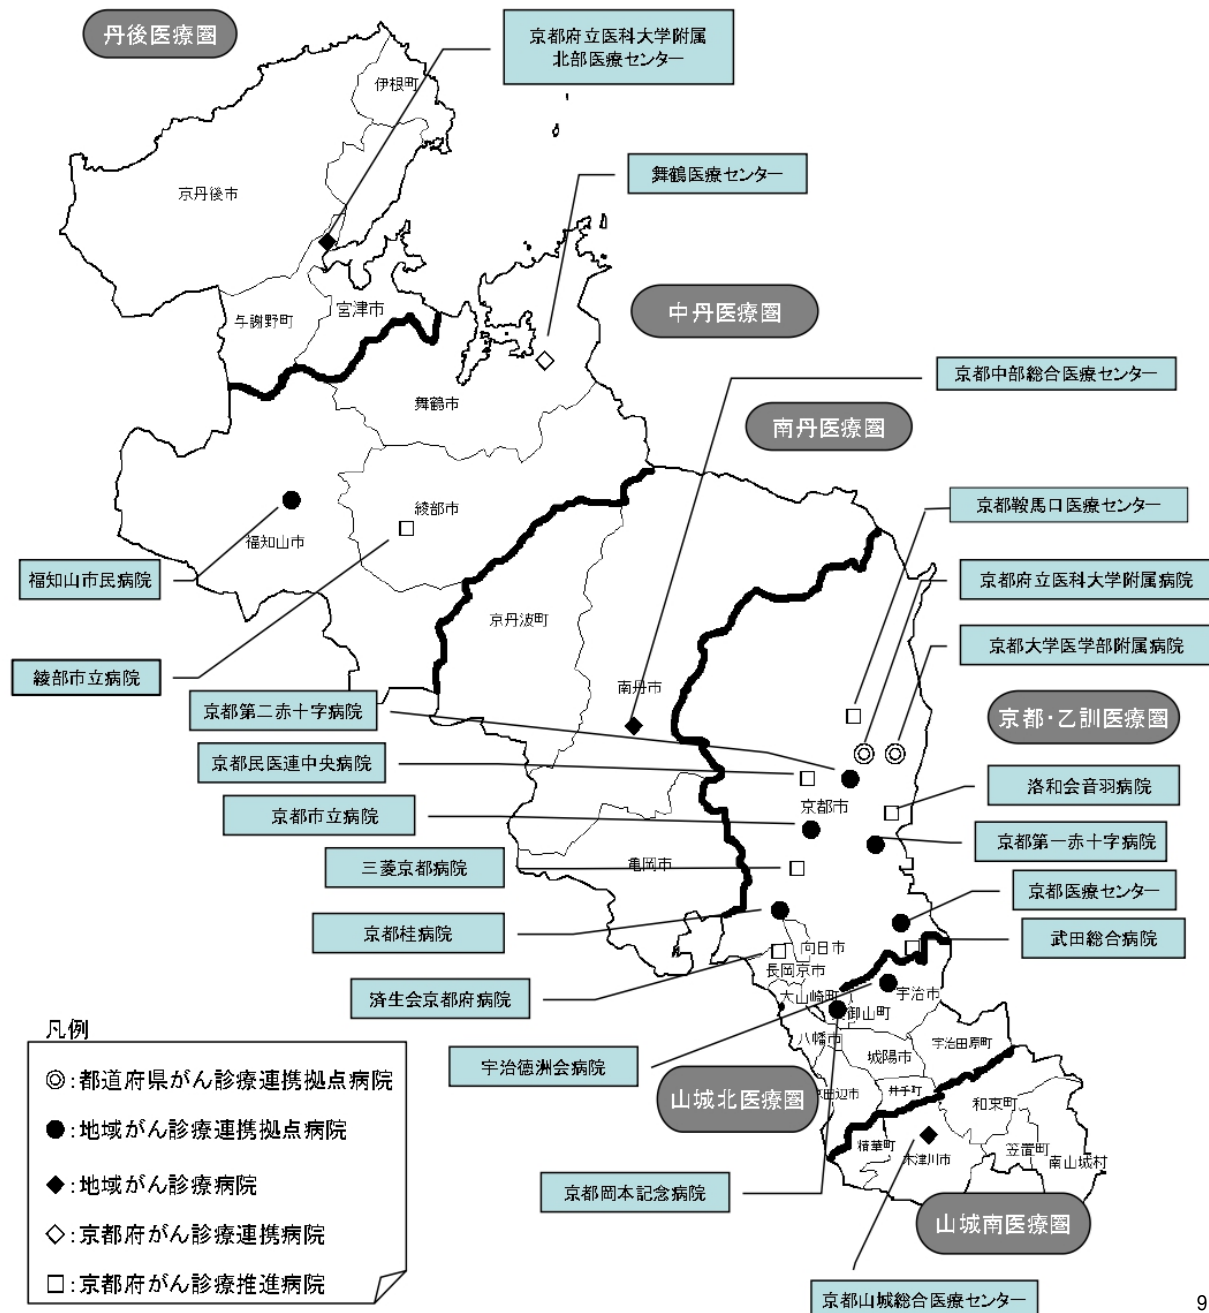 丹後医療圏
京都府立医科大学附属
北部医療センター
伊根町
舞鶴医療センター
京丹後市
中丹医療圏
宮津市
与謝野町
京都中部総合医療センター
舞鶴市
南丹医療圏
京都鞍馬口医療センター
綾部市
福知山市
福知山市民病院
京都府立医科大学附属病院
京丹波町
京都大学医学部附属病院
綾部市立病院
南丹市
京都第二赤十字病院
京都・乙訓医療圏
京都民医連中央病院
洛和会音羽病院
京都市
京都市立病院
京都第一赤十字病院
三菱京都病院
亀岡市
京都医療センター
京都桂病院
武田総合病院
向日市
長岡京市
済生会京都府病院
大山崎町
宇治市
御山町
八幡市
宇治田原町
城陽市
宇治徳洲会病院
山城北医療圏
京田辺市
井手町
和束町
精華町
木津川市
笠置町
南山城村
京都岡本記念病院
山城南医療圏
京都山城総合医療センター
凡例
◎:都道府県がん診療連携拠点病院
●:地域がん診療連携拠点病院
◆:地域がん診療病院
◇:京都府がん診療連携病院
□:京都府がん診療推進病院
9